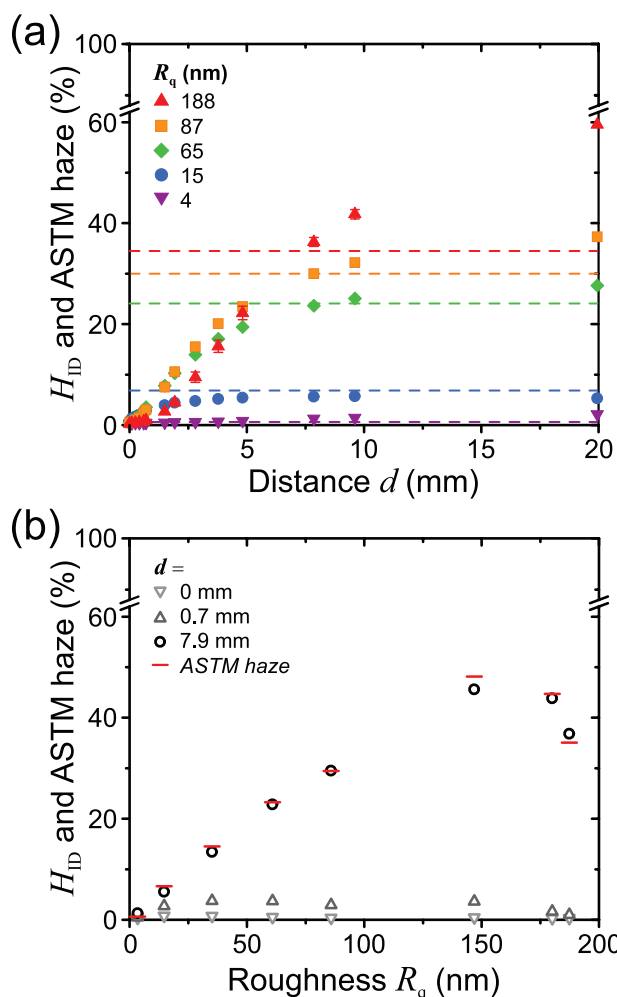 (a)
100
60
40
20
0
H_ID and ASTM haze (%)
R_q (nm)
188
87
65
15
4
0 5 10 15 20
Distance d (mm)
(b)
100
60
40
20
0
H_ID and ASTM haze (%)
d =
0 mm
0.7 mm
7.9 mm
ASTM haze
0 50 100 150 200
Roughness R_q (nm)